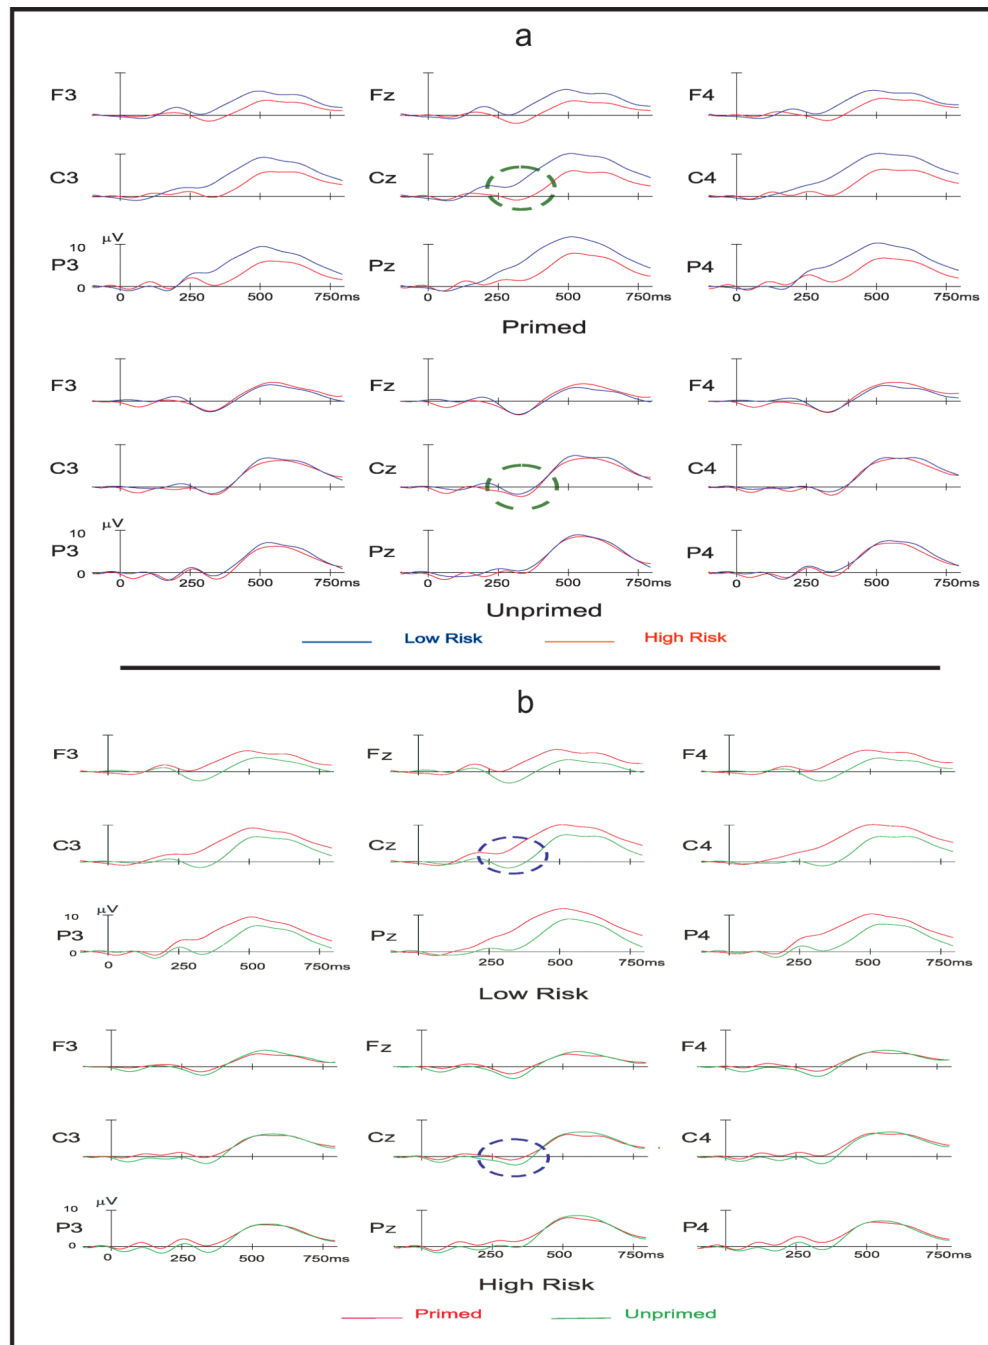 a
F3 Fz F4
C3 Cz C4
μV
10
P3 Pz P4
0
0 250 500 750ms 250 500 750ms 0 250 500 750ms
Primed
F3 Fz F4
C3 Cz C4
μV
10
P3 Pz P4
0
0 250 500 750ms 0 250 500 750ms 0 250 500 750ms
Unprimed
Low Risk High Risk
b
F3 Fz F4
C3 Cz C4
μV
10
P3 Pz P4
0
0 250 500 750ms 250 500 750ms 0 250 500 750ms
Low Risk
F3 Fz F4
C3 Cz C4
μV
10
P3 Pz P4
0
0 250 500 750ms 0 250 500 750ms 0 250 500 750ms
High Risk
Primed Unprimed